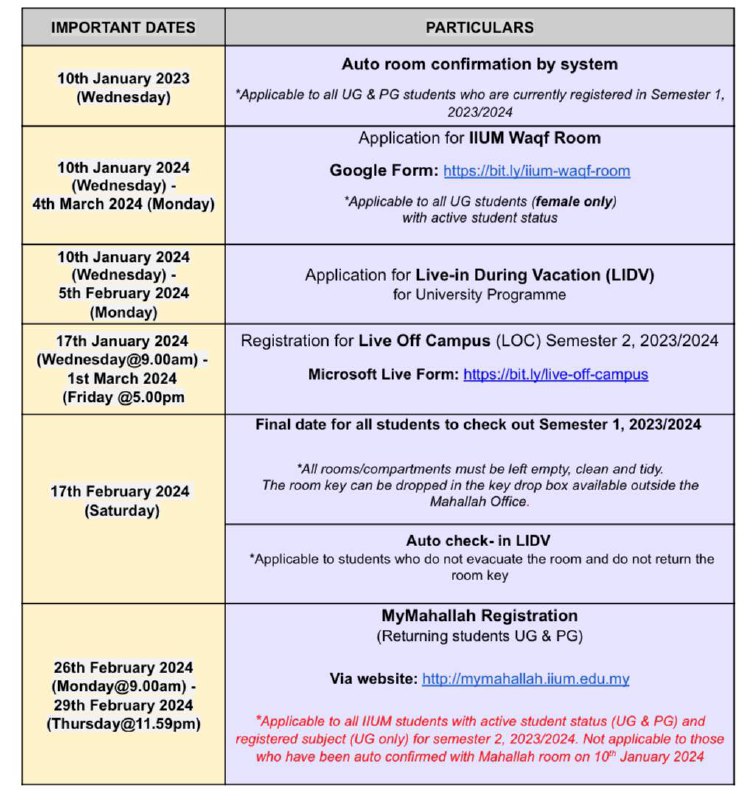 IMPORTANT DATES
PARTICULARS
10th January 2023
(Wednesday)
Auto room confirmation by system
*Applicable to all UG & PG students who are currently registered in Semester 1,
2023/2024
10th January 2024
(Wednesday) -
4th March 2024 (Monday)
Application for IIUM Waqf Room
Google Form: https://bit.ly/iium-waqf-room
*Applicable to all UG students (female only)
with active student status
10th January 2024
(Wednesday) -
5th February 2024
(Monday)
Application for Live-in During Vacation (LIDV)
for University Programme
17th January 2024
(Wednesday@9.00am) -
1st March 2024
(Friday @5.00pm
Registration for Live Off Campus (LOC) Semester 2, 2023/2024
Microsoft Live Form: https://bit.ly/live-off-campus
17th February 2024
(Saturday)
Final date for all students to check out Semester 1, 2023/2024
*All rooms/compartments must be left empty, clean and tidy.
The room key can be dropped in the key drop box available outside the
Mahallah Office.
Auto check- in LIDV
*Applicable to students who do not evacuate the room and do not return the
room key
26th February 2024
(Monday@9.00am) -
29th February 2024
(Thursday@11.59pm)
MyMahallah Registration
(Returning students UG & PG)
Via website: http://mymahallah.iium.edu.my
*Applicable to all IIUM students with active student status (UG & PG) and
registered subject (UG only) for semester 2, 2023/2024. Not applicable to those
who have been auto confirmed with Mahallah room on 10th January 2024